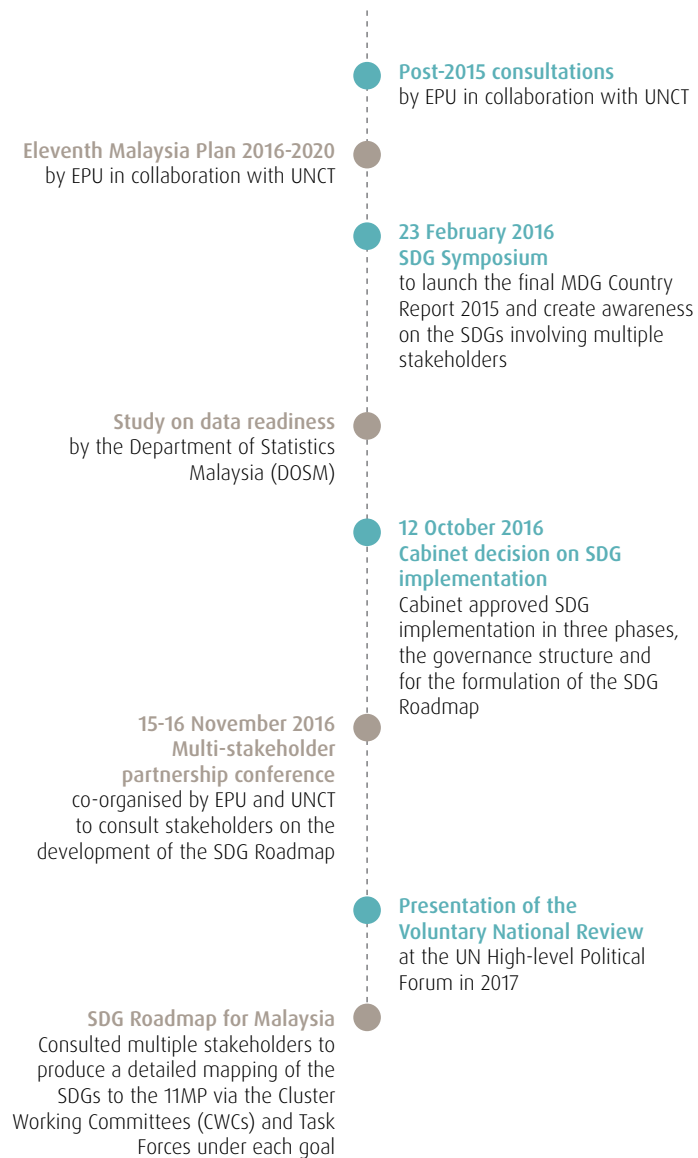 Post-2015 consultations
by EPU in collaboration with UNCT
Eleventh Malaysia Plan 2016-2020
by EPU in collaboration with UNCT
23 February 2016
SDG Symposium
to launch the final MDG Country
Report 2015 and create awareness
on the SDGs involving multiple
stakeholders
Study on data readiness
by the Department of Statistics
Malaysia (DOSM)
12 October 2016
Cabinet decision on SDG
implementation
Cabinet approved SDG
implementation in three phases,
the governance structure and
for the formulation of the SDG
Roadmap
15-16 November 2016
Multi-stakeholder
partnership conference
co-organised by EPU and UNCT
to consult stakeholders on the
development of the SDG Roadmap
Presentation of the
Voluntary National Review
at the UN High-level Political
Forum in 2017
SDG Roadmap for Malaysia
Consulted multiple stakeholders to
produce a detailed mapping of the
SDGs to the 11MP via the Cluster
Working Committees (CWCs) and Task
Forces under each goal